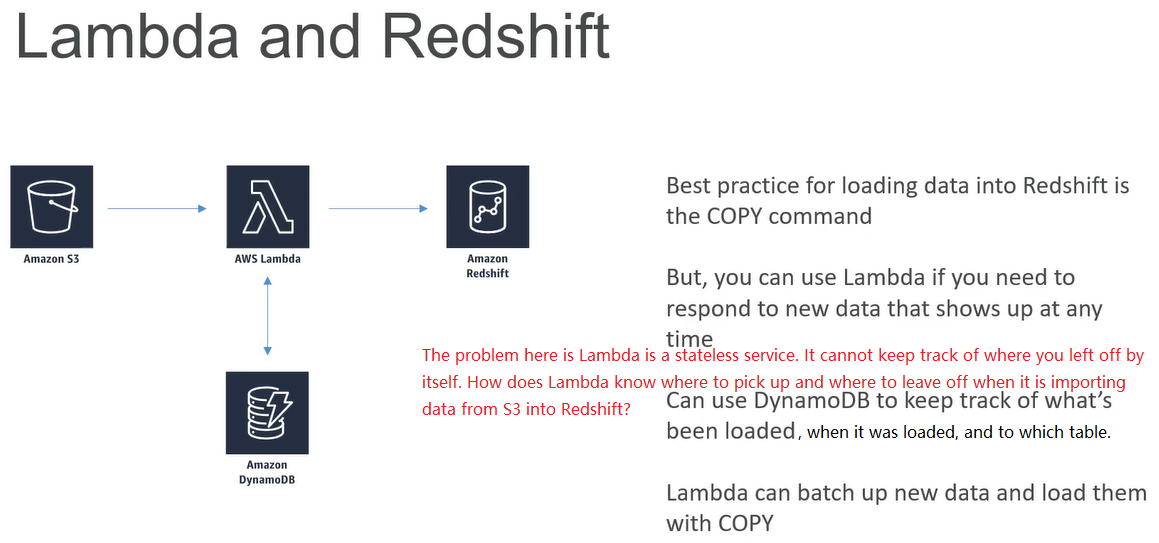 Lambda and Redshift
Amazon S3
AWS Lambda
Amazon
Redshift
Amazon
DynamoDB
Best practice for loading data into Redshift is
the COPY command
But, you can use Lambda if you need to
respond to new data that shows up at any
time
The problem here is Lambda is a stateless service. It cannot keep track of where you left off by
itself. How does Lambda know where to pick up and where to leave off when it is importing
data from S3 into Redshift?
Can use DynamoDB to keep track of what’s
been loaded, when it was loaded, and to which table.
Lambda can batch up new data and load them
with COPY